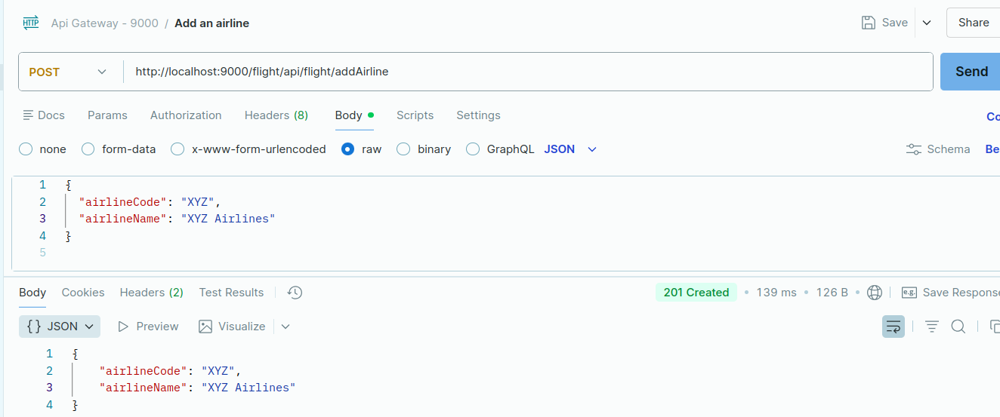 HTTP Api Gateway - 9000 / Add an airline Save Share
POST http://localhost:9000/flight/api/flight/addAirline Send
Docs Params Authorization Headers (8) Body Scripts Settings Co
none form-data x-www-form-urlencoded raw binary GraphQL JSON Schema Be
1 {
2 "airlineCode": "XYZ",
3 "airlineName": "XYZ Airlines"
4 }
5
Body Cookies Headers (2) Test Results 201 Created • 139 ms • 126 B • e.g. Save Response
{} JSON Preview Visualize
1 {
2 "airlineCode": "XYZ",
3 "airlineName": "XYZ Airlines"
4 }